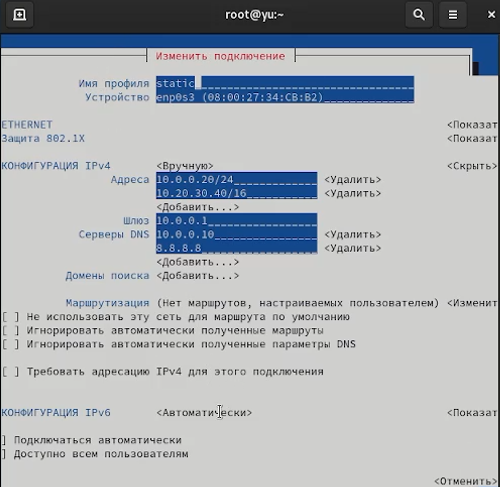 root@yu:~
Изменить подключение
Имя профиля static
Устройство enp0s3 (08:00:27:34:CB:B2)
ETHERNET <Показат
Защита 802.1X <Показат
КОНФИГУРАЦИЯ IPv4 <Вручную> <Скрыть>
Адреса 10.0.0.20/24 <Удалить>
10.20.30.40/16 <Удалить>
<Добавить...>
Шлюз 10.0.0.1
Серверы DNS 10.0.0.10 <Удалить>
8.8.8.8 <Удалить>
<Добавить...>
Домены поиска <Добавить...>
Маршрутизация (Нет маршрутов, настраиваемых пользователем) <Изменит
[ ] Не использовать эту сеть для маршрута по умолчанию
[ ] Игнорировать автоматически полученные маршруты
[ ] Игнорировать автоматически полученные параметры DNS
[ ] Требовать адресацию IPv4 для этого подключения
КОНФИГУРАЦИЯ IPv6 <Автоматически> <Показат
] Подключаться автоматически
] Доступно всем пользователям
<Отменить>